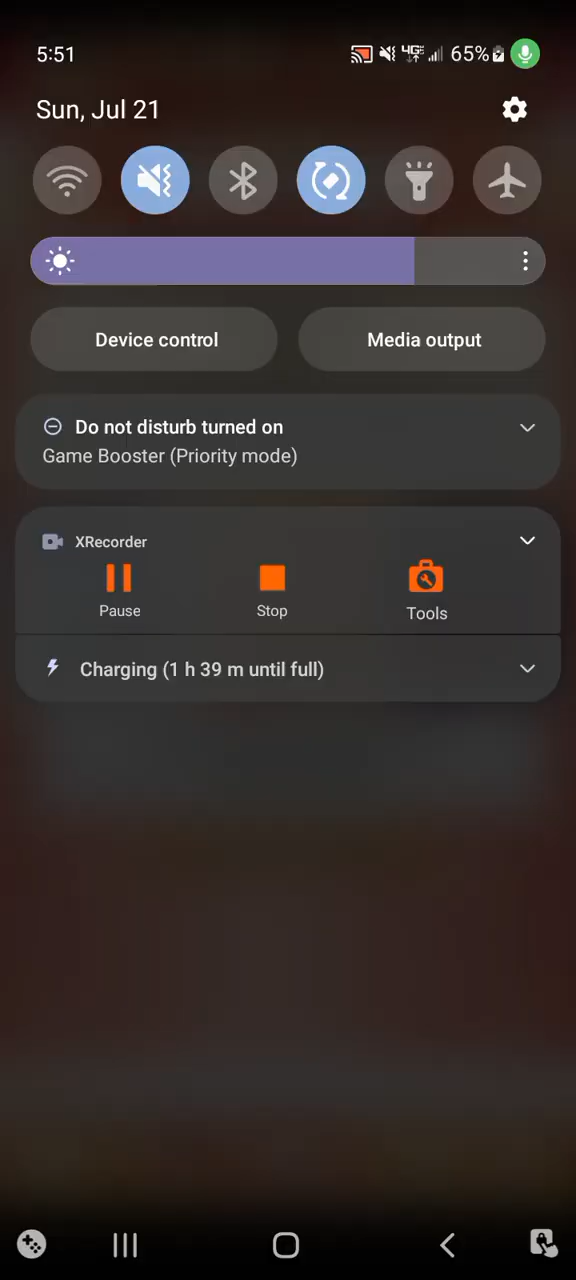 5:51
4GE 65%
Sun, Jul 21
Device control
Media output
Do not disturb turned on
Game Booster (Priority mode)
XRecorder
Pause
Stop
Tools
Charging (1 h 39 m until full)